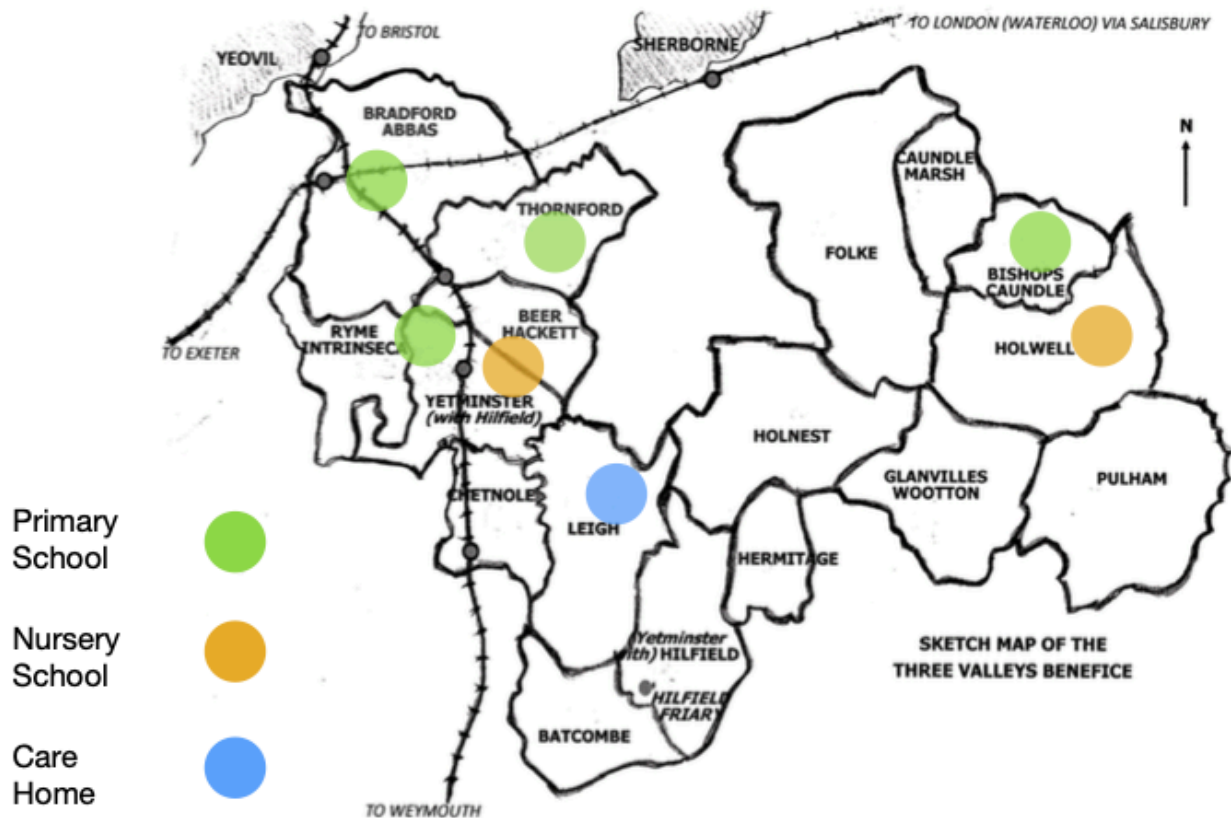 TO BRISTOL
TO LONDON (WATERLOO) VIA SALISBURY
YEOVIL
SHERBORNE
BRADFORD
ABBAS
N
CAUNDLE
MARSH
THORNFORD
FOLKE
BISHOPS
CAUNDLE
BEER
HACKETT
RYME
INTRINSECA
TO EXETER
HOLWELL
YETMINSTER
(with Hilfield)
HOLNEST
GLANVILLES
WOOTTON
PULHAM
CHETNOLE
LEIGH
HERMITAGE
Primary
School
Nursery
School
Care
Home
(Yetminster
with) HILFIELD
HILFIELD
FRIARY
BATCOMBE
SKETCH MAP OF THE
THREE VALLEYS BENEFICE
TO WEYMOUTH